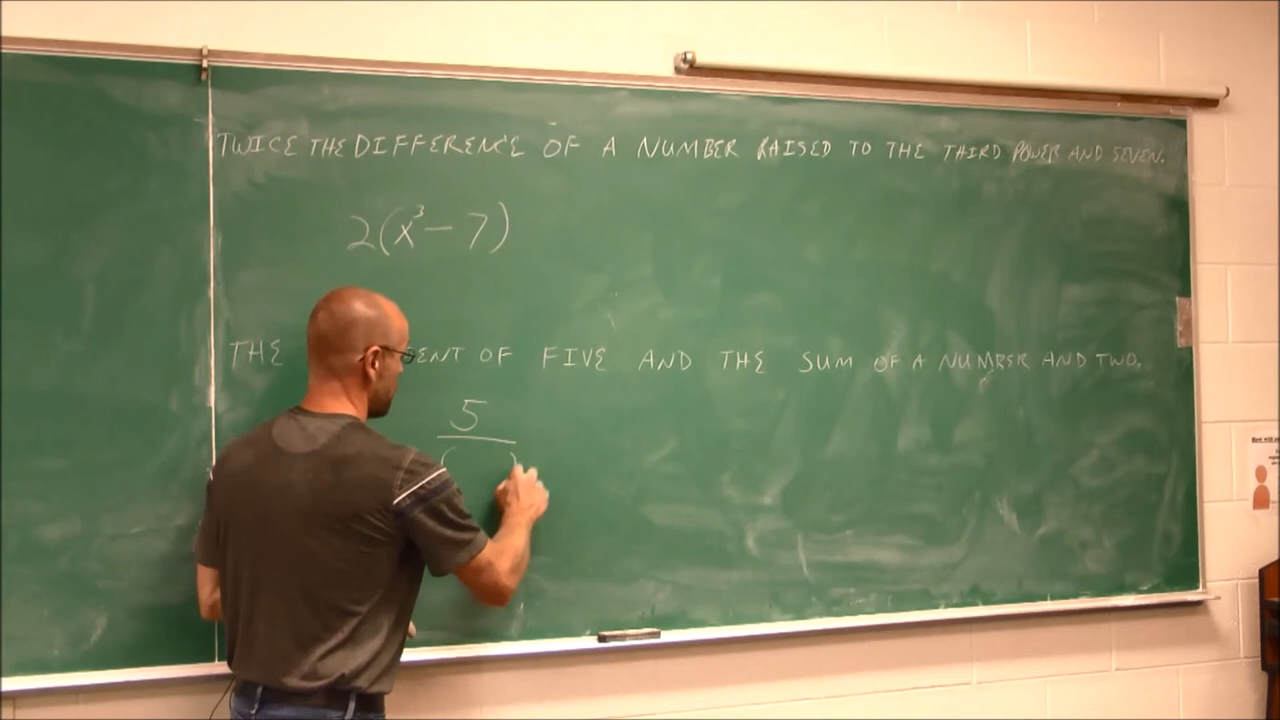 TWICE THE DIFFERENCE OF A NUMBER RAISED TO THE THIRD POWER AND SEVEN.
2(x³ - 7)
THE ENT OF FIVE AND THE SUM OF A NUMBER AND TWO.
5
( )